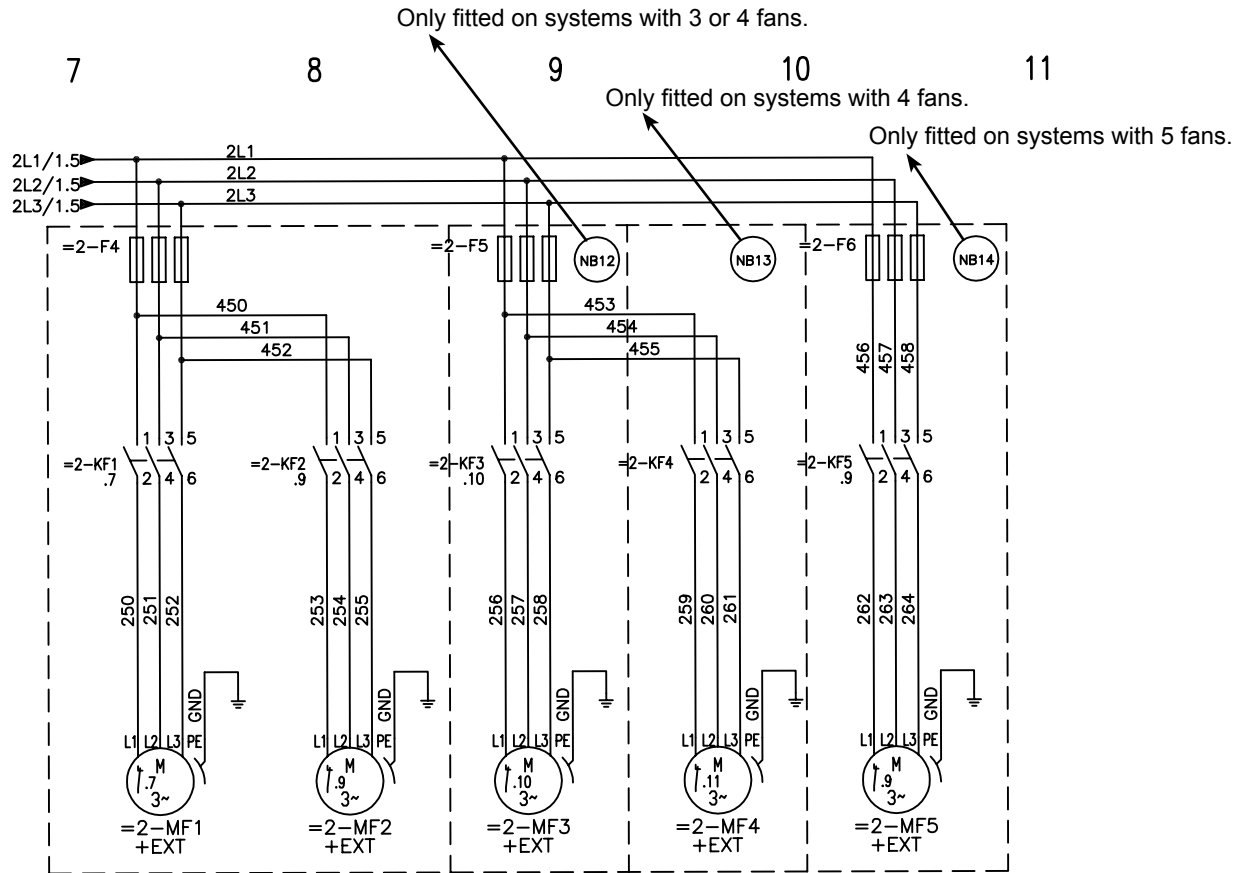 Only fitted on systems with 3 or 4 fans.
7 8 9 10 11
Only fitted on systems with 4 fans.
Only fitted on systems with 5 fans.
2L1/1.5 2L1
2L2/1.5 2L2
2L3/1.5 2L3
=2-F4 =2-F5 NB12 NB13 =2-F6 NB14
450 453
451 454
452 455
456 457 458
1 3 5 1 3 5 1 3 5 1 3 5 1 3 5
=2-KF1 =2-KF2 =2-KF3 =2-KF4 =2-KF5
.7 .9 .10 .9
2 4 6 2 4 6 2 4 6 2 4 6 2 4 6
250 251 252 253 254 255 256 257 258 259 260 261 262 263 264
GND GND GND GND GND
L1 L2 L3 PE L1 L2 L3 PE L1 L2 L3 PE L1 L2 L3 PE L1 L2 L3 PE
M M M M M
.7 .9 .10 .11 .9
3~ 3~ 3~ 3~ 3~
=2-MF1 =2-MF2 =2-MF3 =2-MF4 =2-MF5
+EXT +EXT +EXT +EXT +EXT